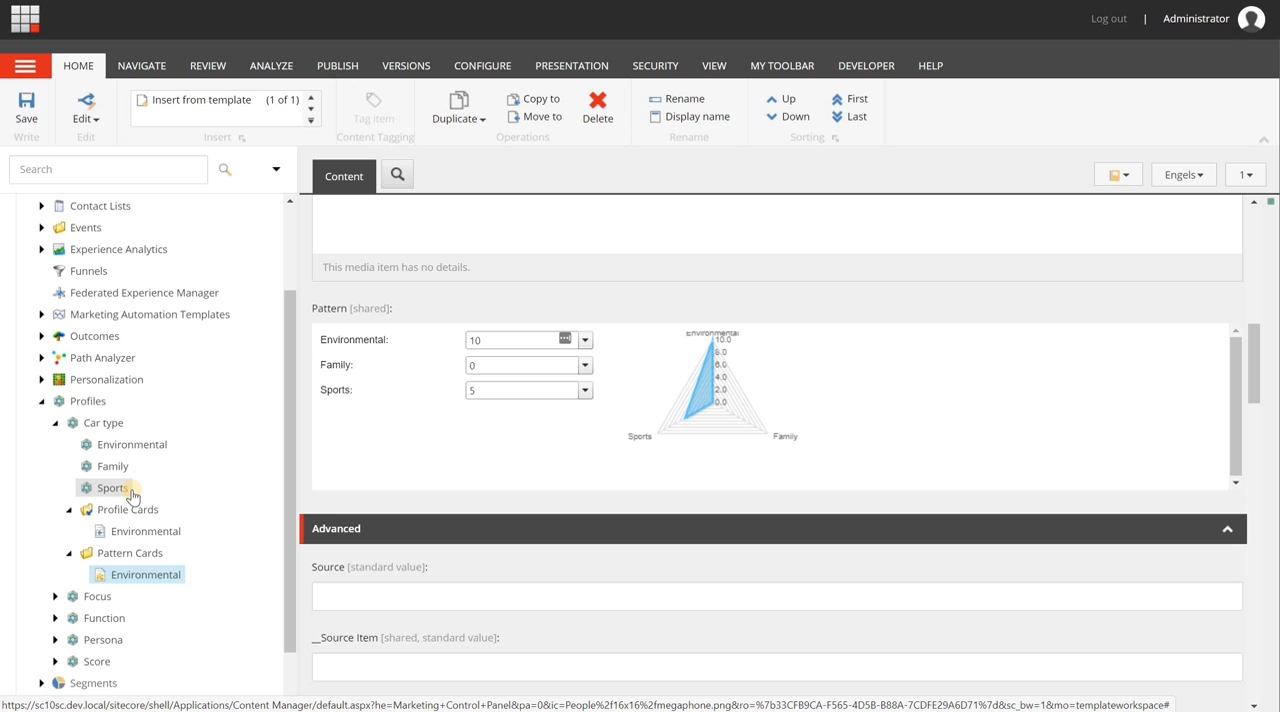 Log out | Administrator
HOME NAVIGATE REVIEW ANALYZE PUBLISH VERSIONS CONFIGURE PRESENTATION SECURITY VIEW MY TOOLBAR DEVELOPER HELP
Insert from template (1 of 1)
Save
Edit
Tag item
Duplicate
Copy to
Move to
Delete
Rename
Display name
Up
Down
First
Last
Write Edit Insert Content Tagging Operations Rename Sorting
Search
Content
Engels
1
Contact Lists
Events
Experience Analytics
Funnels
Federated Experience Manager
Marketing Automation Templates
Outcomes
Path Analyzer
Personalization
Profiles
Car type
Environmental
Family
Sports
Profile Cards
Environmental
Pattern Cards
Environmental
Focus
Function
Persona
Score
Segments
This media item has no details.
Pattern [shared]:
Environmental: 10
Family: 0
Sports: 5
Environmental
10.0
8.0
6.0
4.0
2.0
0.0
Sports
Family
Advanced
Source [standard value]:
__Source Item [shared, standard value]:
https://sc10sc.dev.local/sitecore/shell/Applications/Content Manager/default.aspx?he=Marketing+Control+Panel&pa=0&ic=People%2f16x16%2fmegaphone.png&ro=%7b33CFB9CA-F565-4D5B-B88A-7CDFE29A6D71%7d&sc_bw=1&mo=templateworkspace#